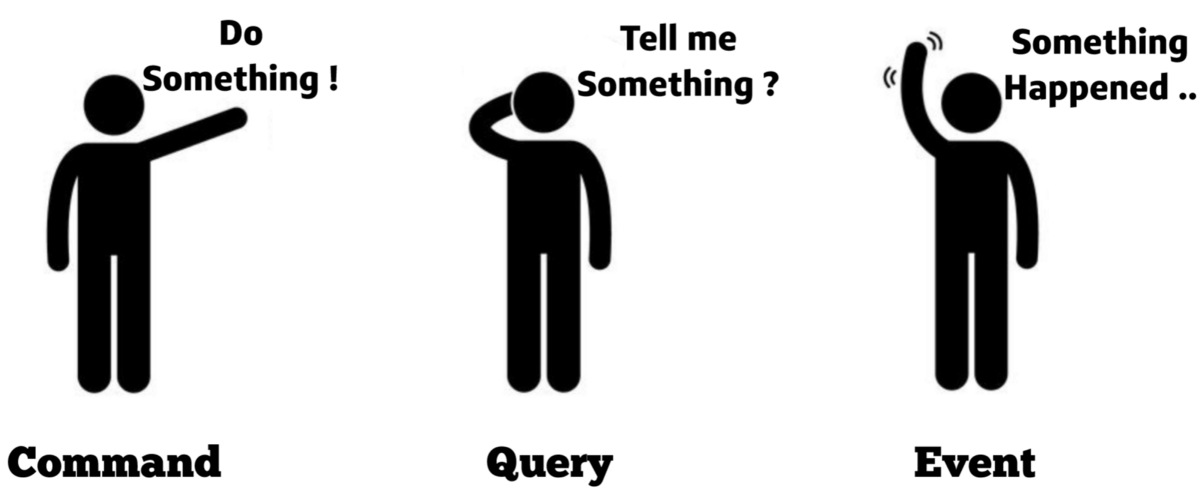 Do
Something !
Tell me
Something ?
Something
Happened ..
Command
Query
Event